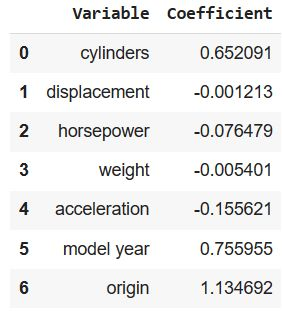 Variable Coefficient
0 cylinders 0.652091
1 displacement -0.001213
2 horsepower -0.076479
3 weight -0.005401
4 acceleration -0.155621
5 model year 0.755955
6 origin 1.134692